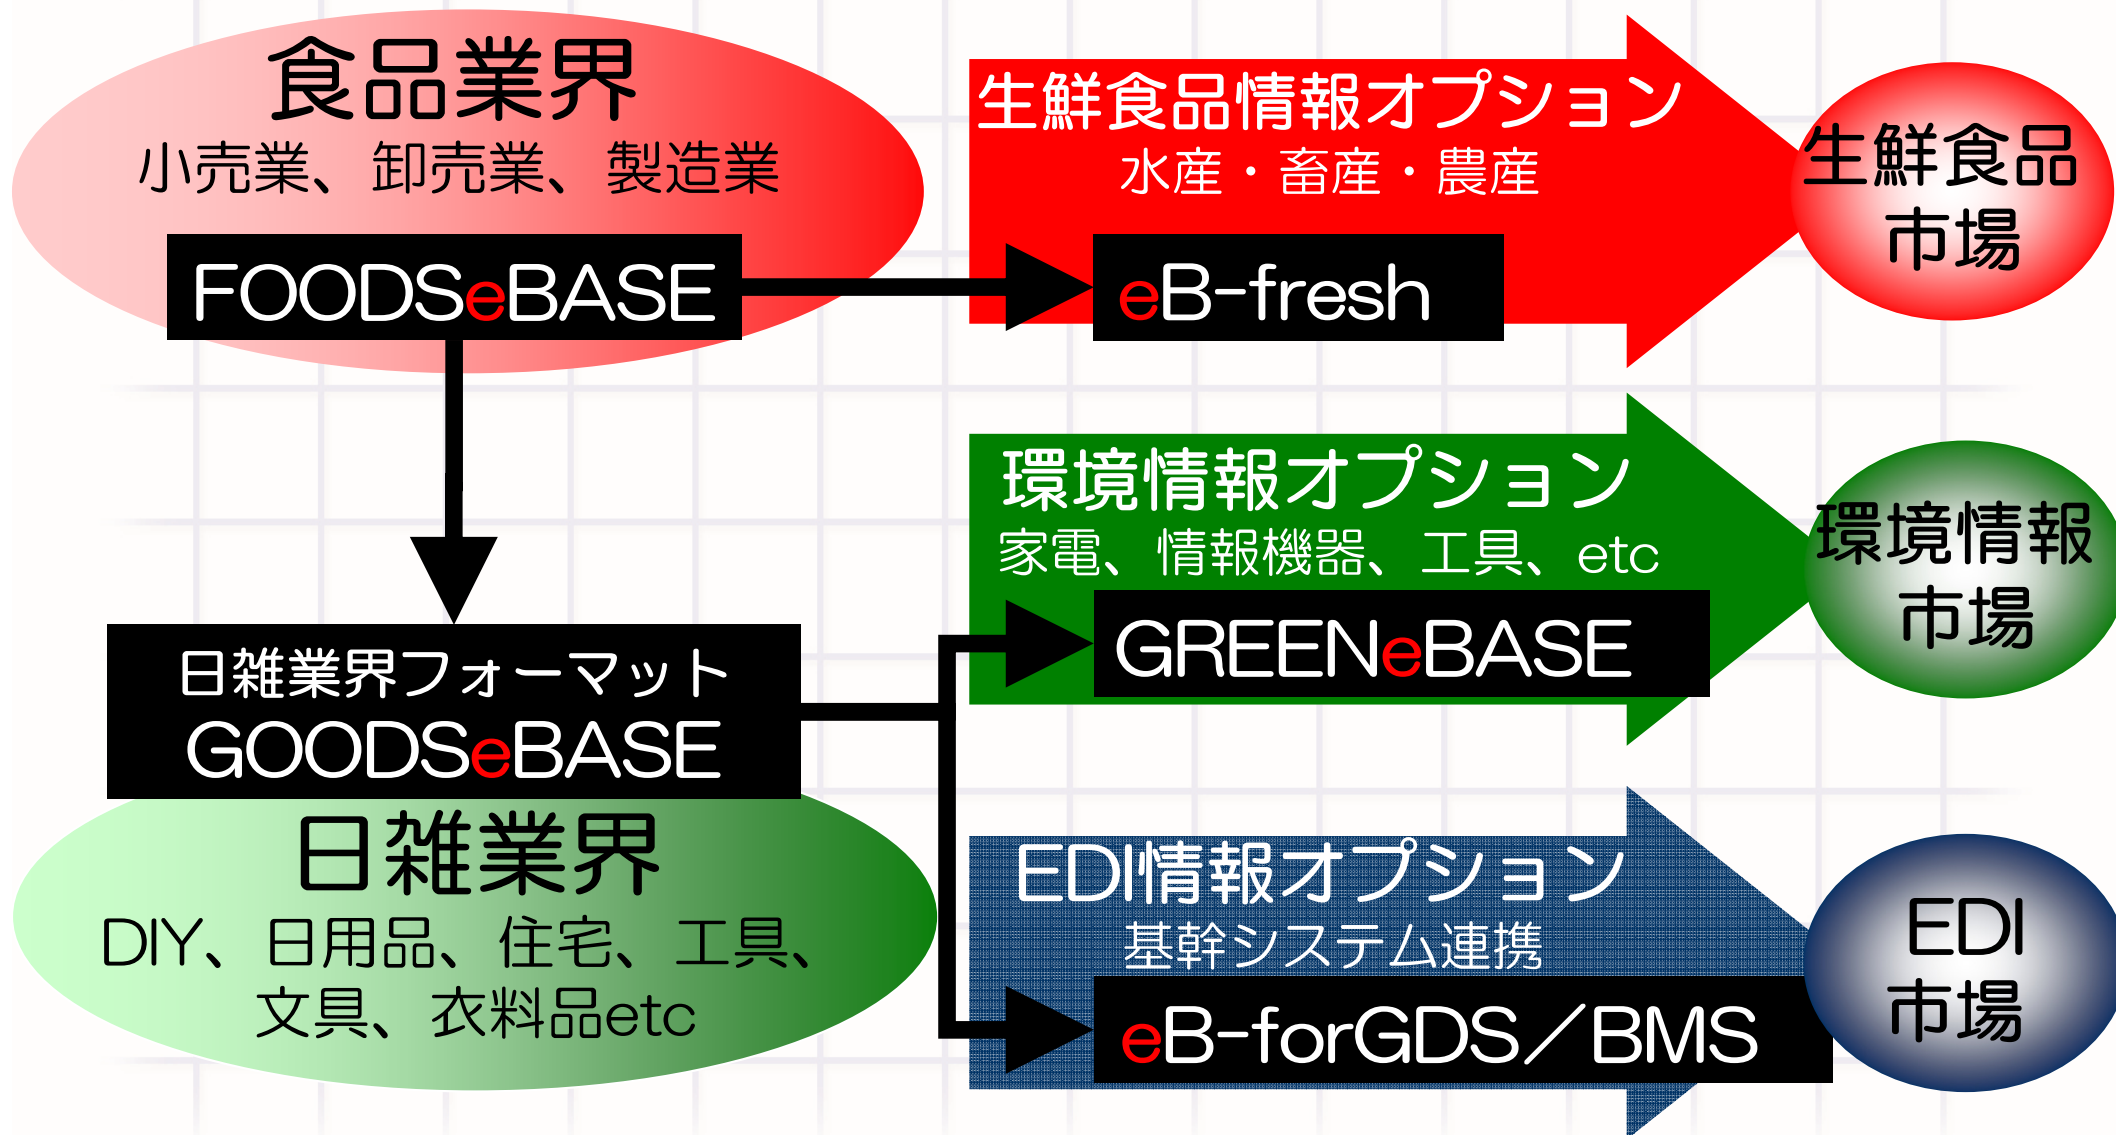 食品業界
小売業、卸売業、製造業
FOODSeBASE
生鮮食品情報オプション
水産・畜産・農産
eB-fresh
生鮮食品
市場
環境情報オプション
家電、情報機器、工具、etc
GREENeBASE
環境情報
市場
日雑業界フォーマット
GOODSeBASE
日雑業界
DIY、日用品、住宅、工具、
文具、衣料品etc
EDI情報オプション
基幹システム連携
eB-forGDS／BMS
EDI
市場